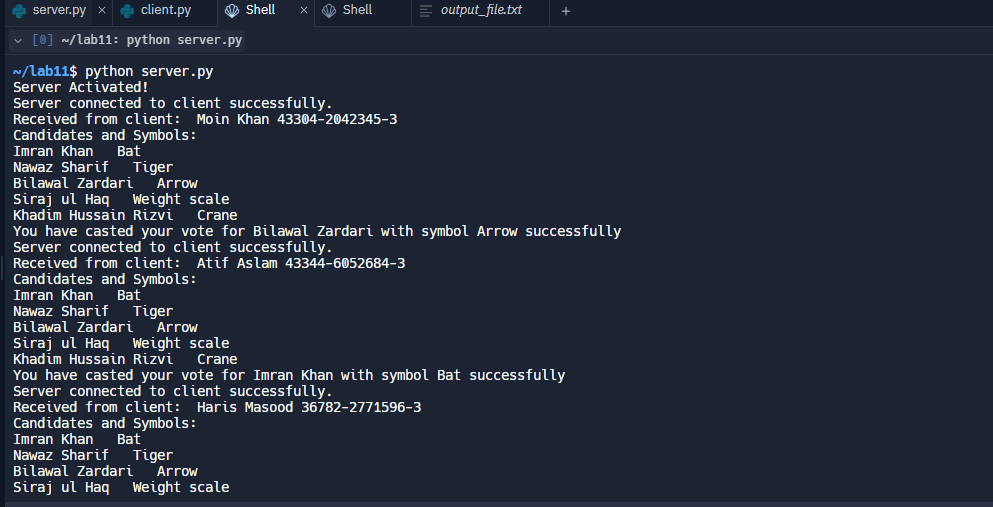 server.py × client.py Shell × Shell output_file.txt +
[0] ~/lab11: python server.py
~/lab11$ python server.py
Server Activated!
Server connected to client successfully.
Received from client:  Moin Khan 43304-2042345-3
Candidates and Symbols:
Imran Khan   Bat
Nawaz Sharif   Tiger
Bilawal Zardari   Arrow
Siraj ul Haq   Weight scale
Khadim Hussain Rizvi   Crane
You have casted your vote for Bilawal Zardari with symbol Arrow successfully
Server connected to client successfully.
Received from client:  Atif Aslam 43344-6052684-3
Candidates and Symbols:
Imran Khan   Bat
Nawaz Sharif   Tiger
Bilawal Zardari   Arrow
Siraj ul Haq   Weight scale
Khadim Hussain Rizvi   Crane
You have casted your vote for Imran Khan with symbol Bat successfully
Server connected to client successfully.
Received from client:  Haris Masood 36782-2771596-3
Candidates and Symbols:
Imran Khan   Bat
Nawaz Sharif   Tiger
Bilawal Zardari   Arrow
Siraj ul Haq   Weight scale